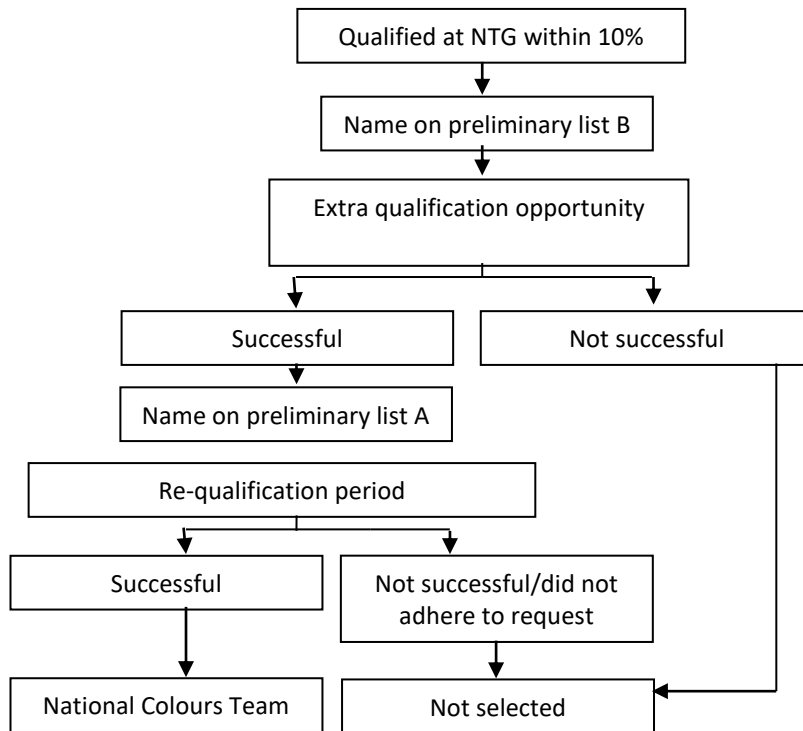 Qualified at NTG within 10%
Name on preliminary list B
Extra qualification opportunity
Successful
Not successful
Name on preliminary list A
Re-qualification period
Successful
Not successful/did not
adhere to request
National Colours Team
Not selected